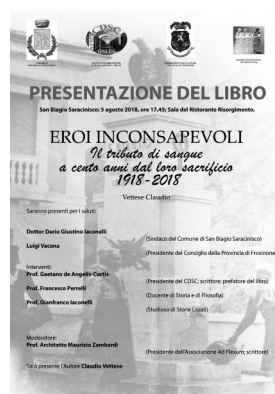 CDSC
ONLUS
PRESENTAZIONE DEL LIBRO
San Biagio Saracinisco; 5 agosto 2018, ore 17,45; Sala del Ristorante Risorgimento.
EROI INCONSAPEVOLI
Il tributo di sangue
a cento anni dal loro sacrificio
1918-2018
Vettese Claudio
Saranno presenti per i saluti:
Dottor Dario Giustino Iaconelli
(Sindaco del Comune di San Biagio Saracinisco)
Luigi Vacana
(Presidente del Consiglio della Provincia di Frosinone
Interventi:
Prof. Gaetano de Angelis-Curtis
(Presidente del CDSC; scrittore; prefatore del libro)
Prof. Francesco Perrelli
(Docente di Storia e di Filosofia)
Prof. Gianfranco Iaconelli
(Studioso di Storie Locali)
Moderatore:
Prof. Architetto Maurizio Zambardi
(Presidente dell'Associazione Ad Flexum; scrittore)
Sarà presente l'Autore Claudio Vettese